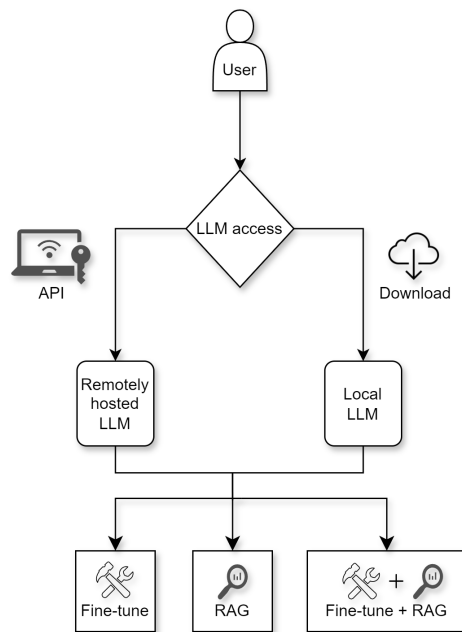 User
LLM access
API
Download
Remotely
hosted
LLM
Local
LLM
+
Fine-tune
RAG
Fine-tune + RAG